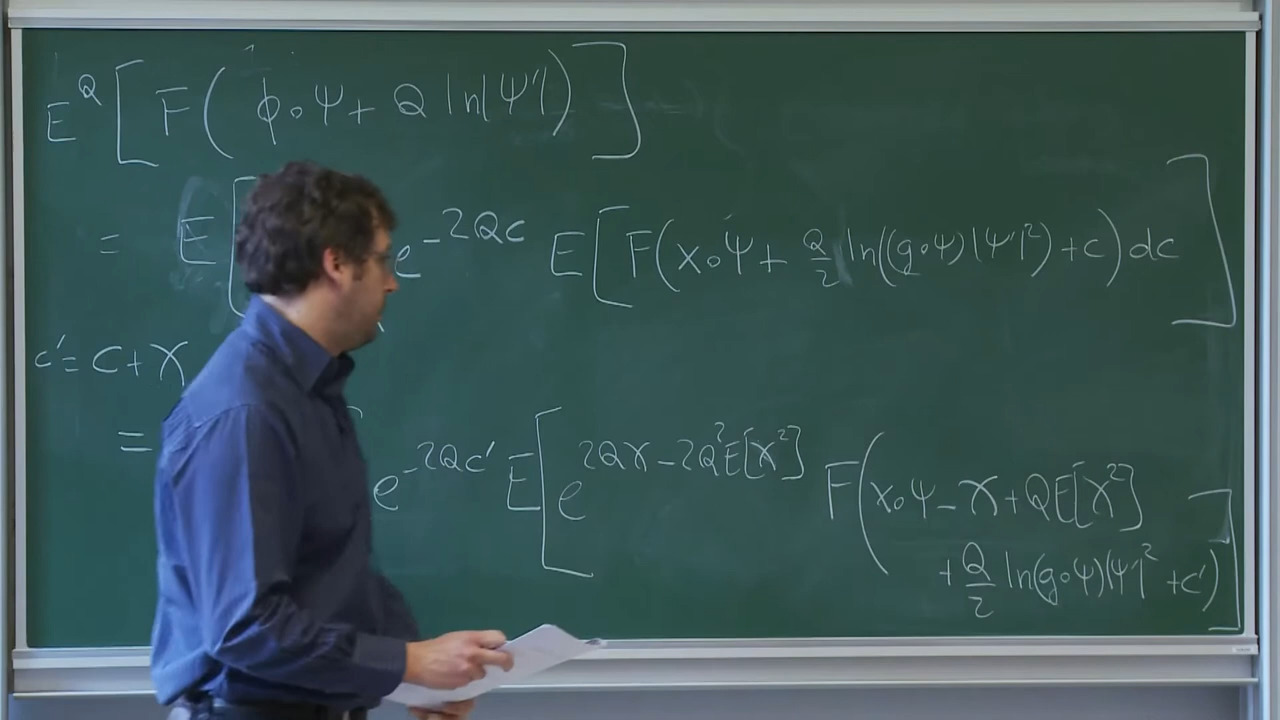 E^Q [ F( ϕ∘Ψ + Q ln|Ψ'| ) ]
= E [ e^{-2Qc} E[ F( x∘Ψ + Q/2 ln((g∘Ψ)|Ψ'|²) + c ) dc ]
c' = c + X
= e^{-2Qc'} E [ e^{2QX - 2Q²E[X²]} F( x∘Ψ - X + QE[X²]
+ Q/2 ln(g∘Ψ)|Ψ'|² + c' ) ]